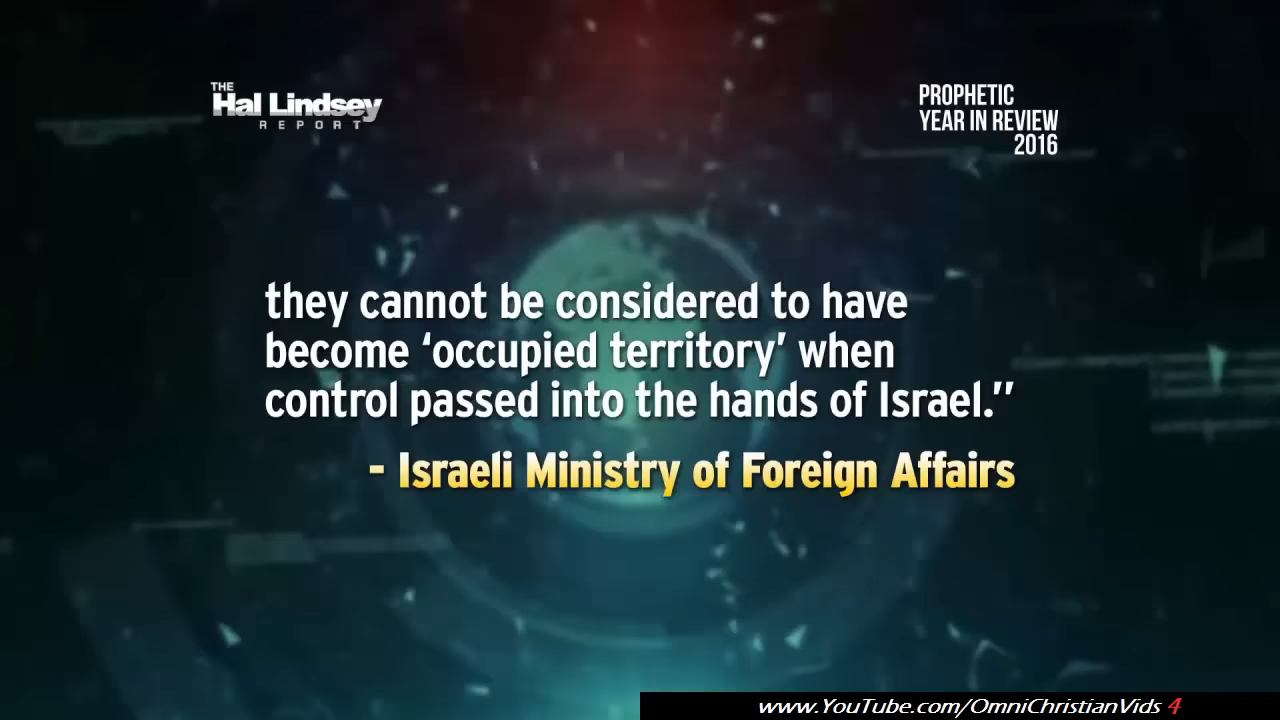 THE
Hal Lindsey
REPORT
PROPHETIC
YEAR IN REVIEW
2016
they cannot be considered to have
become ‘occupied territory’ when
control passed into the hands of Israel.”
- Israeli Ministry of Foreign Affairs
www.YouTube.com/OmniChristianVids 4